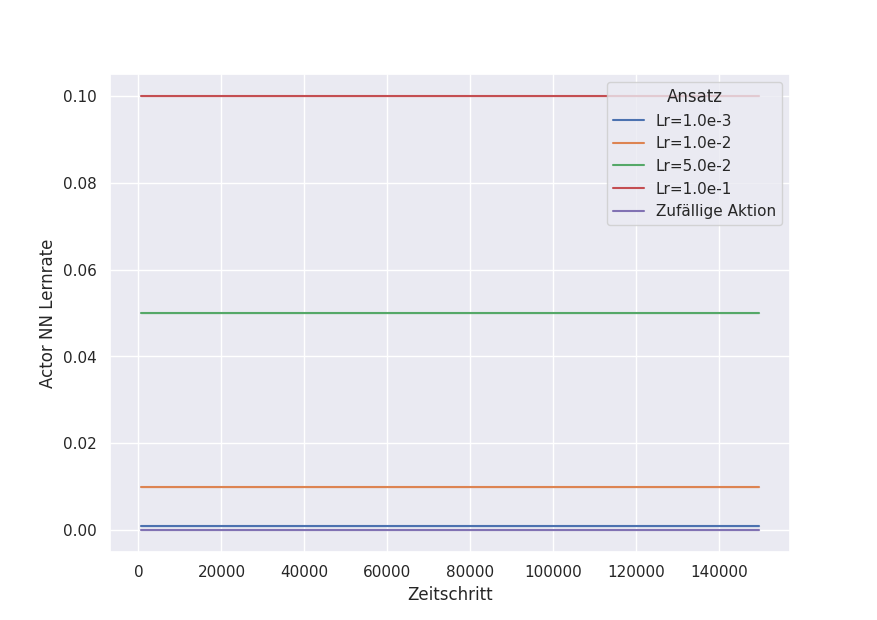 Ansatz
Lr=1.0e-3
Lr=1.0e-2
Lr=5.0e-2
Lr=1.0e-1
Zufällige Aktion
Actor NN Lernrate
0.10
0.08
0.06
0.04
0.02
0.00
0 20000 40000 60000 80000 100000 120000 140000
Zeitschritt